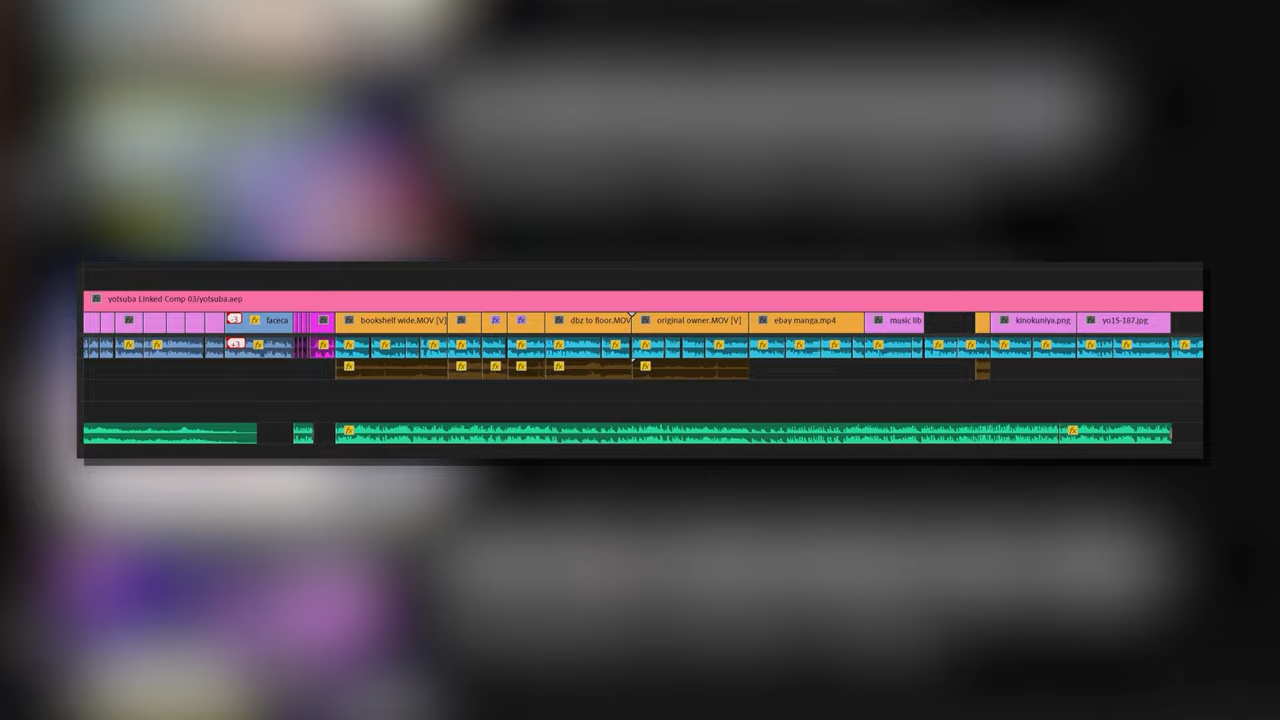 yotsuba Linked Comp 03/yotsuba.aep
faceca bookshelf wide.MOV [V] dbz to floor.MOV original owner.MOV [V] ebay manga.mp4 music lib kinokuniya.png yo15-187.jpg